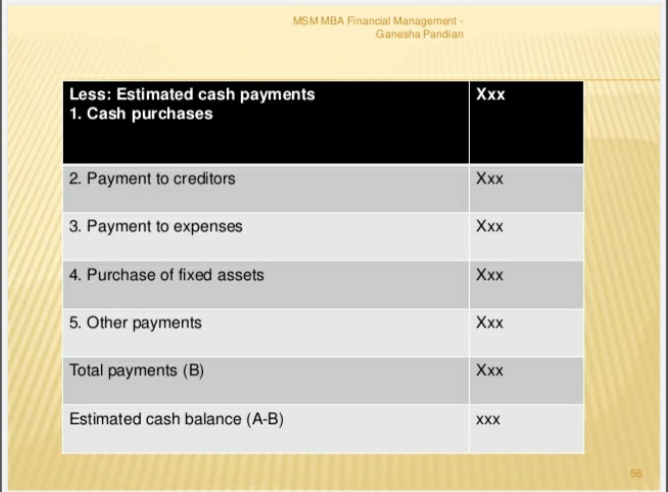 MSM MBA Financial Management -
Ganesha Pandian
Less: Estimated cash payments Xxx
1. Cash purchases
2. Payment to creditors Xxx
3. Payment to expenses Xxx
4. Purchase of fixed assets Xxx
5. Other payments Xxx
Total payments (B) Xxx
Estimated cash balance (A-B) xxx
56